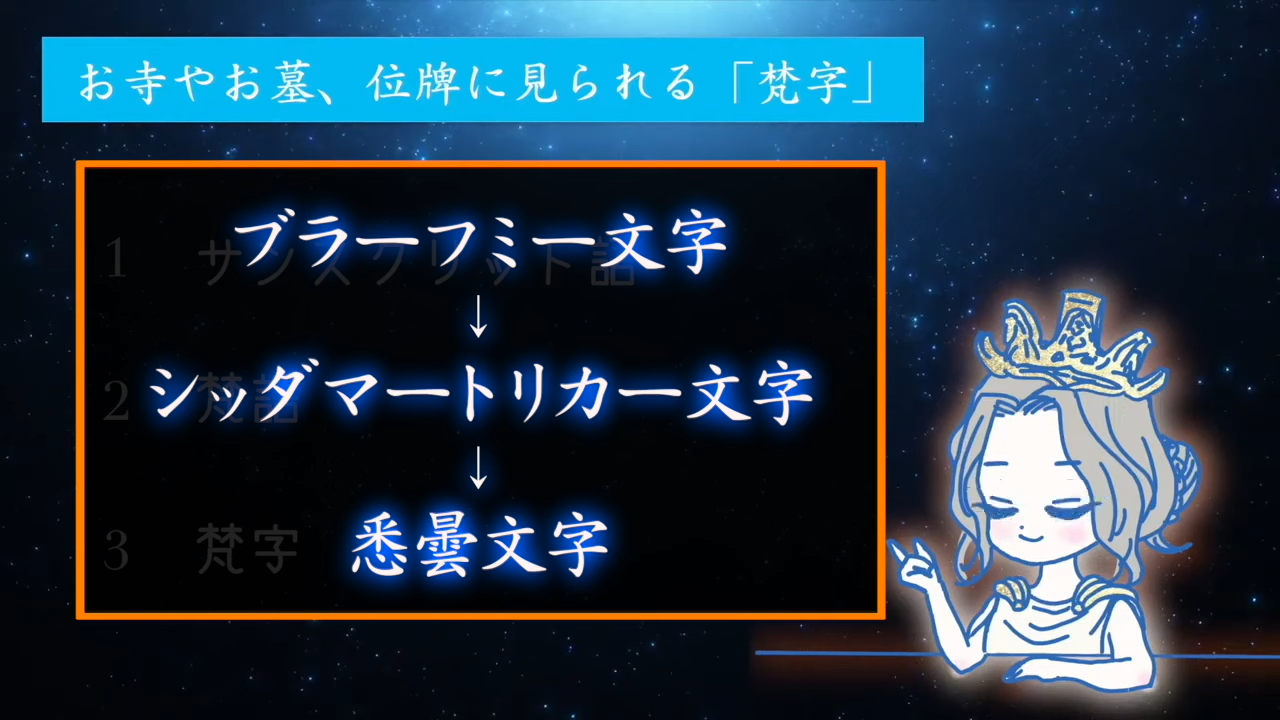 お寺やお墓、位牌に見られる「梵字」
1 サンスクリット語
ブラーフミー文字
↓
2 梵語
シッダマートリカー文字
↓
3 梵字
悉曇文字